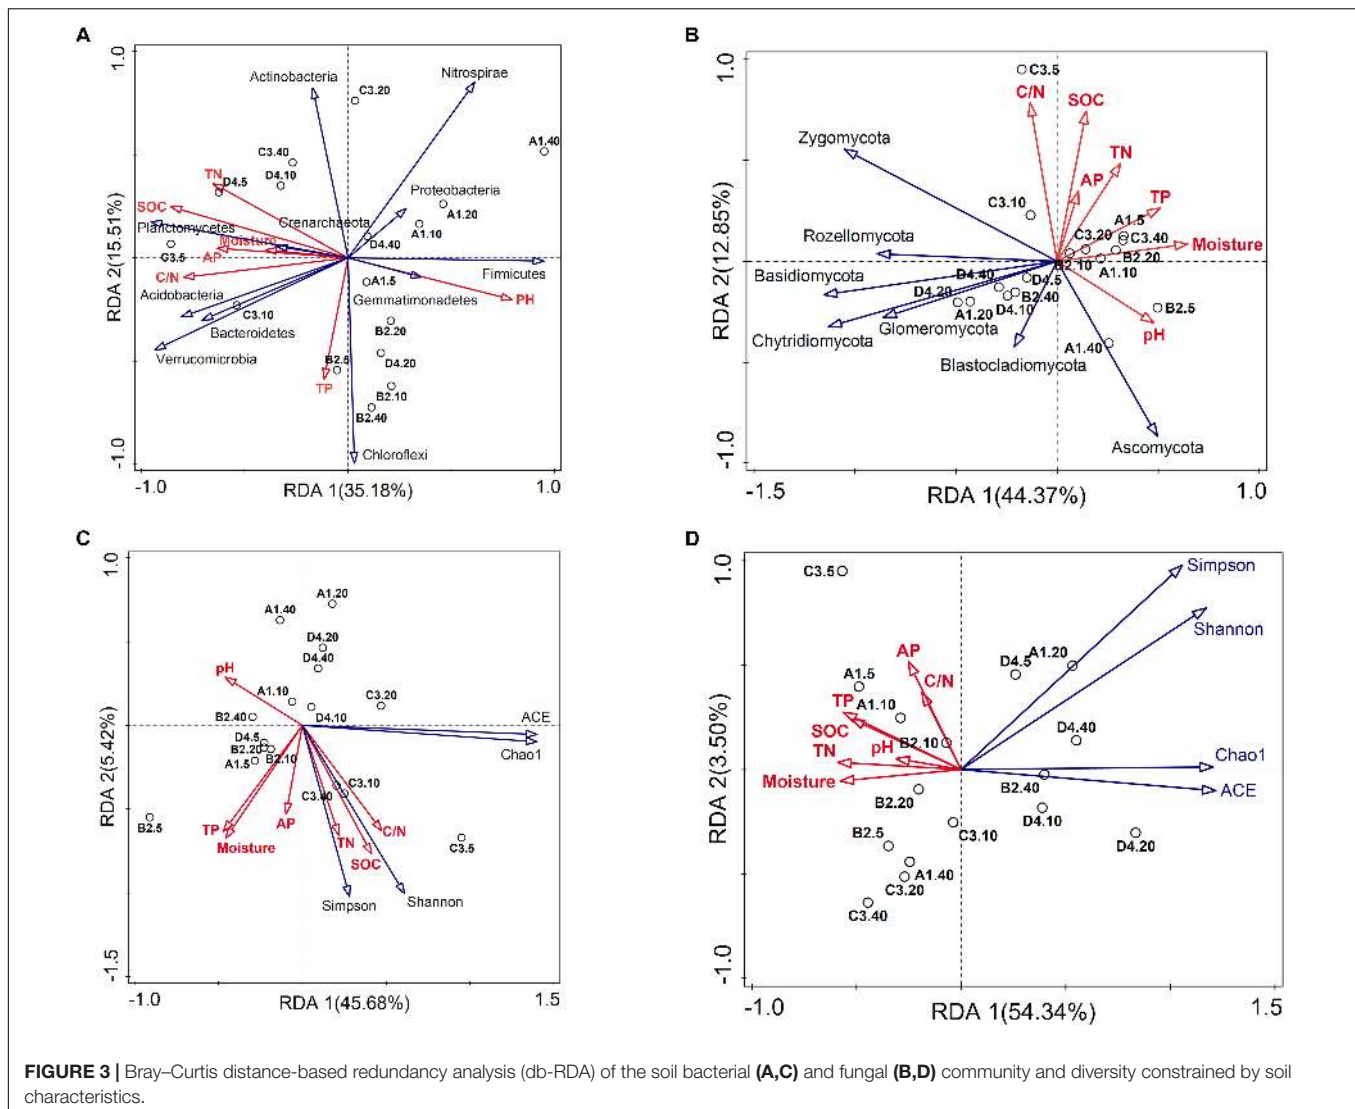 A
1.0
Actinobacteria
Nitrospirae
C3.20
A1.40
C3.40
TN
D4.10
D4.5
Proteobacteria
SOC
Crenarchaeota
A1.20
A1.10
Planctomycetes
Moisture
D4.40
C3.5
AP
C/N
A1.5
Firmicutes
Gemmatimonadetes
PH
Acidobacteria
C3.10
Bacteroidetes
B2.20
Verrucomicrobia
B2.5
D4.20
TP
B2.10
B2.40
Chloroflexi
RDA 2(15.51%)
-1.0
-1.0
RDA 1(35.18%)
1.0
B
1.0
C3.5
C/N
SOC
Zygomycota
TN
AP
TP
C3.10
A1.5
Rozellomycota
C3.20
C3.40
Moisture
B2.10
B2.20
Basidiomycota
D4.40
D4.5
A1.10
D4.20
B2.40
B2.5
D4.10
A1.20
Glomeromycota
Chytridiomycota
pH
A1.40
Blastocladiomycota
Ascomycota
RDA 2(12.85%)
-1.0
-1.5
RDA 1(44.37%)
1.0
C
1.0
A1.20
A1.40
D4.20
D4.40
pH
A1.10
C3.20
B2.40
D4.10
ACE
D4.5
B2.20
B2.10
Chao1
A1.5
C3.10
C3.40
B2.5
TP
AP
C/N
Moisture
TN
SOC
C3.5
Simpson
Shannon
RDA 2(5.42%)
-1.5
-1.0
RDA 1(45.68%)
1.5
D
1.0
C3.5
Simpson
Shannon
AP
D4.5
A1.20
A1.5
C/N
TP
A1.10
SOC
B2.10
D4.40
TN
pH
Chao1
Moisture
B2.40
ACE
B2.20
D4.10
B2.5
C3.10
D4.20
A1.40
C3.20
C3.40
RDA 2(3.50%)
-1.0
-1.0
RDA 1(54.34%)
1.5
FIGURE 3 | Bray–Curtis distance-based redundancy analysis (db-RDA) of the soil bacterial (A,C) and fungal (B,D) community and diversity constrained by soil
characteristics.